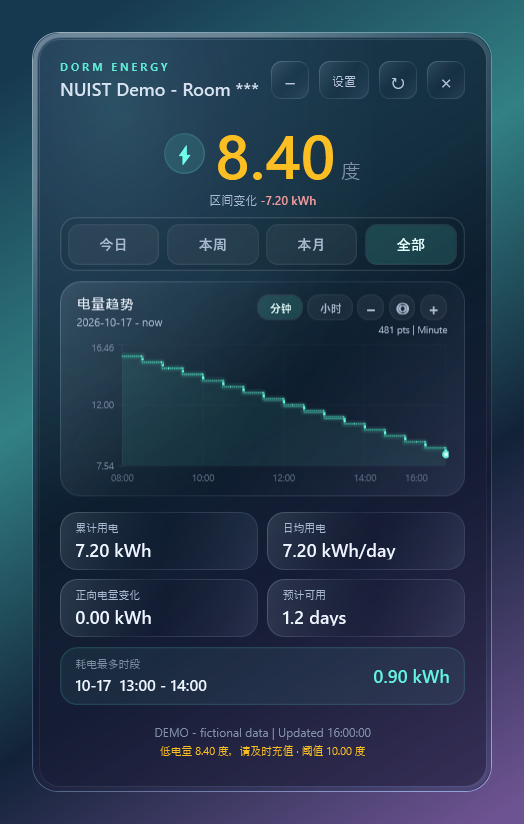 DORM ENERGY
NUIST Demo - Room ***
− 设置 ↻ ×
8.40 度
区间变化 -7.20 kWh
今日 本周 本月 全部
电量趋势
2026-10-17 - now
分钟 小时 − +
481 pts | Minute
16.46
12.00
7.54
08:00 10:00 12:00 14:00 16:00
累计用电
7.20 kWh
日均用电
7.20 kWh/day
正向电量变化
0.00 kWh
预计可用
1.2 days
耗电最多时段
10-17 13:00 - 14:00
0.90 kWh
DEMO - fictional data | Updated 16:00:00
低电量 8.40 度，请及时充值 · 阈值 10.00 度